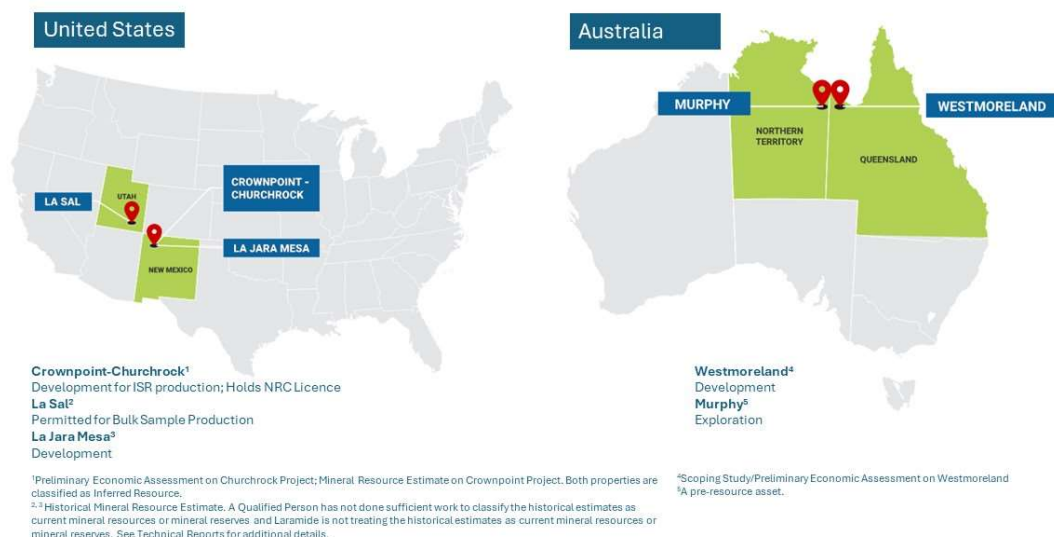 United States
Australia
MURPHY
WESTMORELAND
NORTHERN
TERRITORY
QUEENSLAND
CROWNPOINT -
CHURCHROCK
LA SAL
UTAH
LA JARA MESA
NEW MEXICO
Crownpoint-Churchrock¹
Development for ISR production; Holds NRC Licence
La Sal²
Permitted for Bulk Sample Production
La Jara Mesa³
Development
Westmoreland⁴
Development
Murphy⁵
Exploration
¹Preliminary Economic Assessment on Churchrock Project; Mineral Resource Estimate on Crownpoint Project. Both properties are
classified as Inferred Resource.
²,³ Historical Mineral Resource Estimate. A Qualified Person has not done sufficient work to classify the historical estimates as
current mineral resources or mineral reserves and Laramide is not treating the historical estimates as current mineral resources or
mineral reserves. See Technical Reports for additional details.
⁴Scoping Study/Preliminary Economic Assessment on Westmoreland
⁵A pre-resource asset.